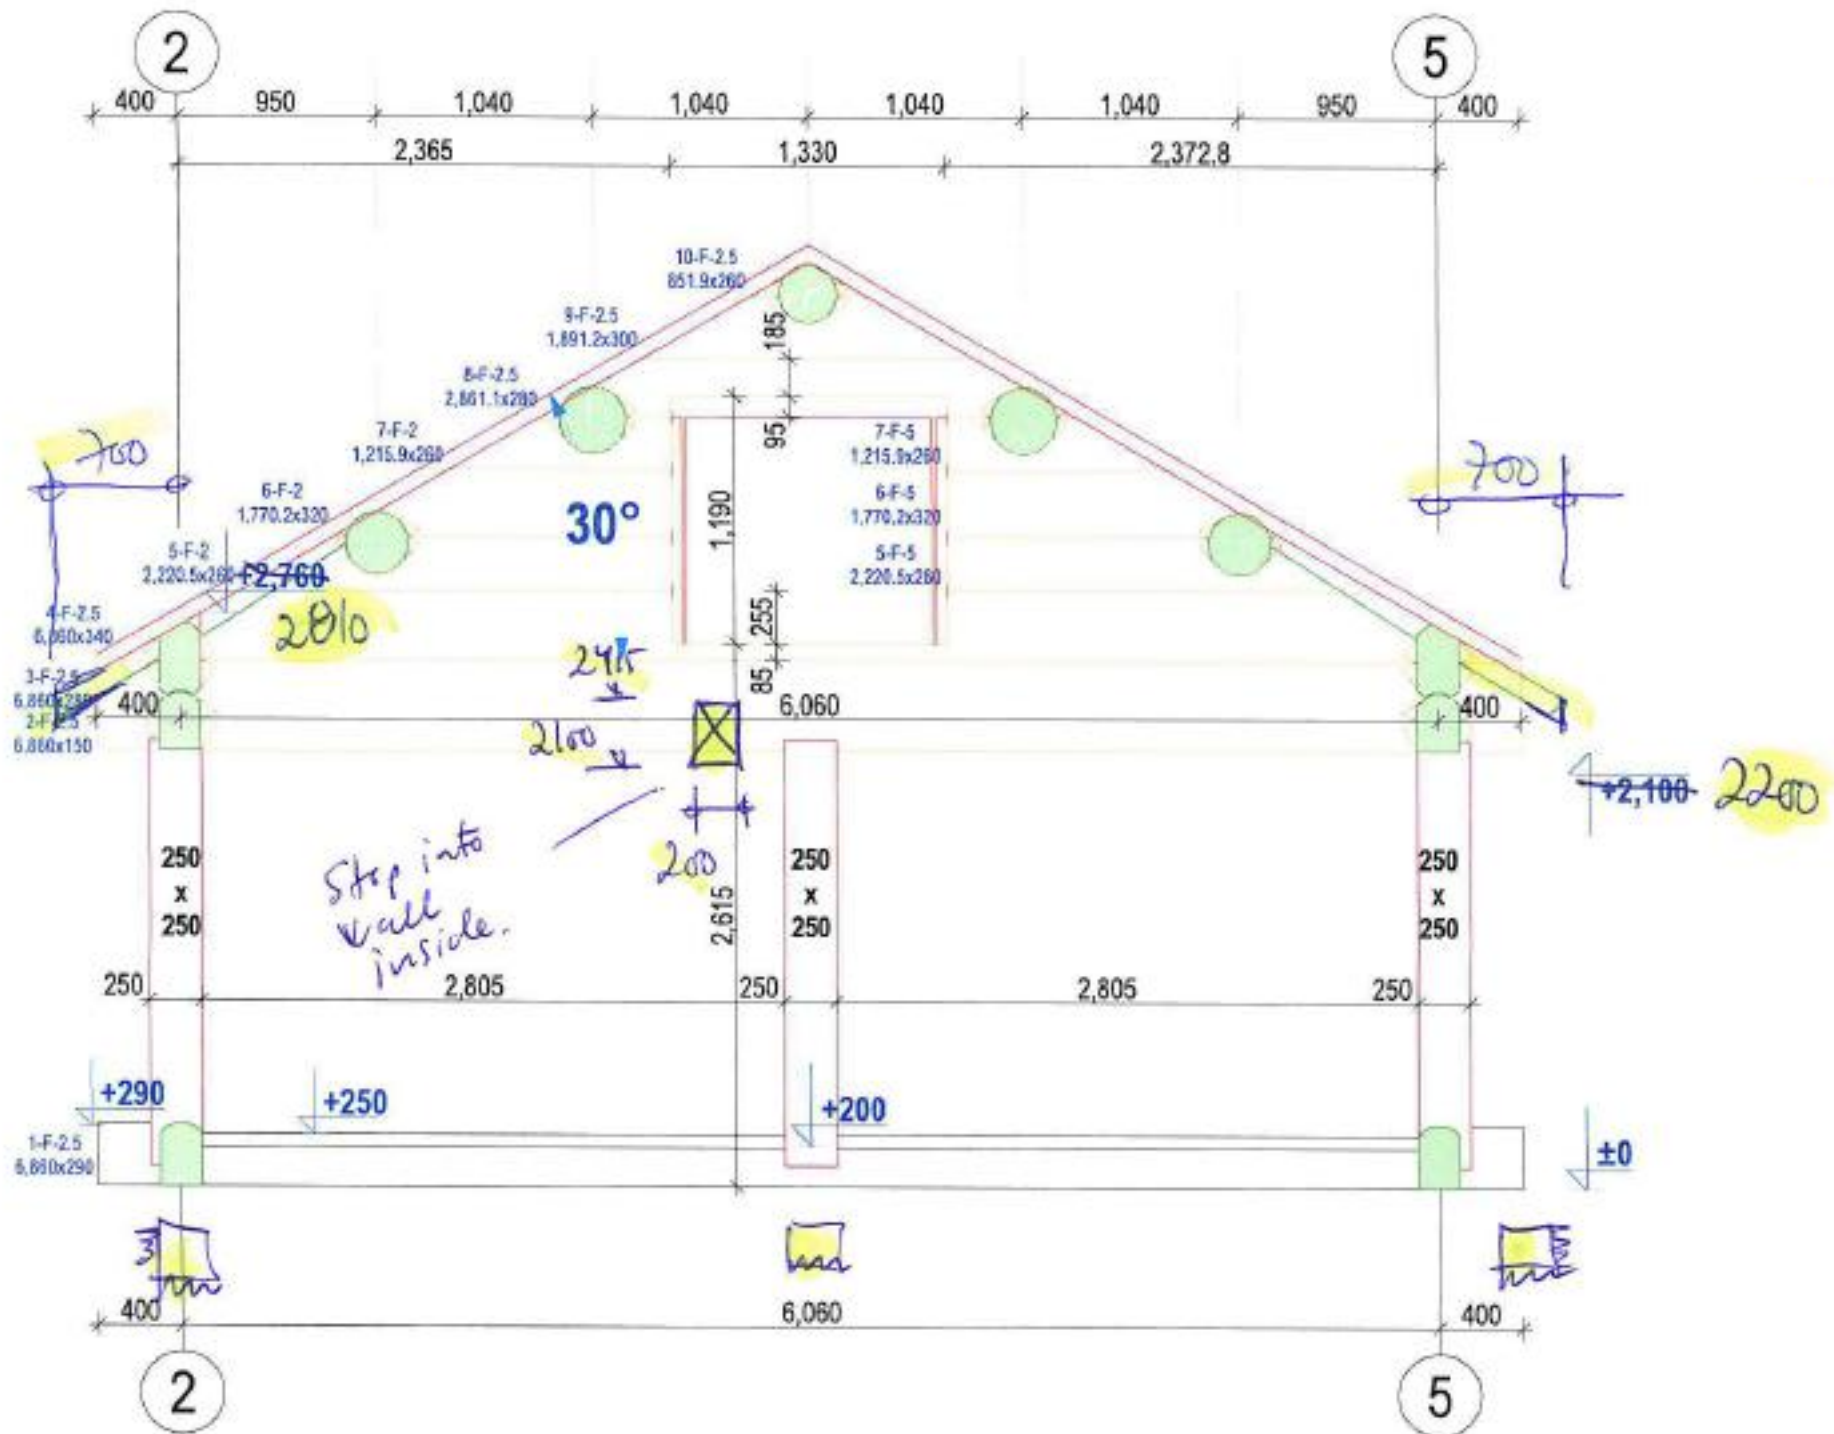 2 5
400 950 1,040 1,040 1,040 1,040 950 400
2,365 1,330 2,372,8
10-F-2.5
851.9x260
9-F-2.5
1,891.2x300
185
8-F-2.5
2,861.1x280
7-F-2
1,215.9x260
95
7-F-5
1,215.9x260
700
700
6-F-2
1,770.2x320
30°
1,190
6-F-5
1,770.2x320
5-F-2
2,220.5x260
+2,760
5-F-5
2,220.5x260
2810
255
4-F-2.5
6,860x340
2415
85
3-F-2.5
6.860x280
400 6,060 400
2-F-2.5
6.860x150
2100
+2,100 2200
200
Stop into
wall
inside.
250
x
250
250
x
250
250
x
250
2,615
250 2,805 250 2,805 250
+290
+250
+200
±0
1-F-2.5
6,860x290
400 6,060 400
2 5